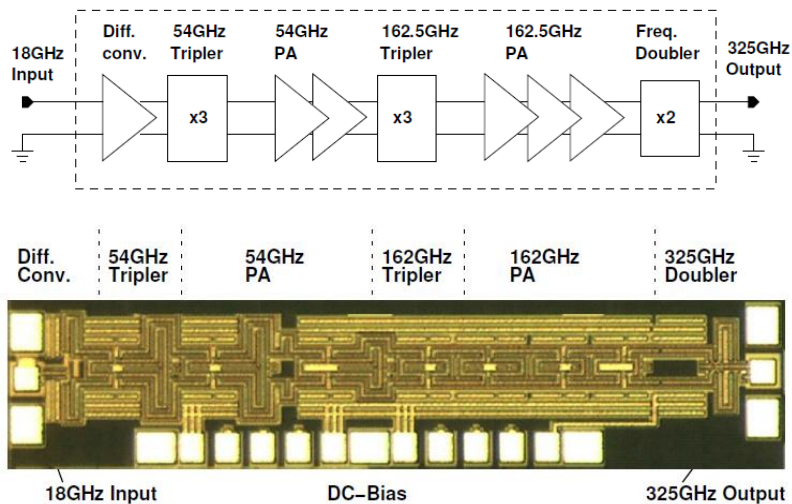 Diff. conv.
54GHz Tripler
54GHz PA
162.5GHz Tripler
162.5GHz PA
Freq. Doubler
18GHz Input
325GHz Output
x3
x3
x2
Diff. Conv.
54GHz Tripler
54GHz PA
162GHz Tripler
162GHz PA
325GHz Doubler
18GHz Input
DC-Bias
325GHz Output